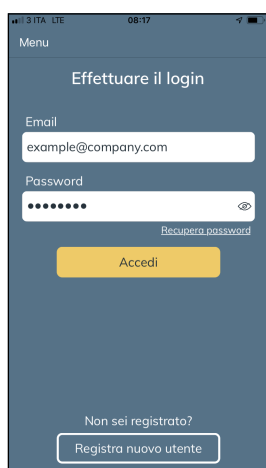 3 ITA LTE 08:17
Menu
Effettuare il login
Email
example@company.com
Password
••••••••
Recupera password
Accedi
Non sei registrato?
Registra nuovo utente